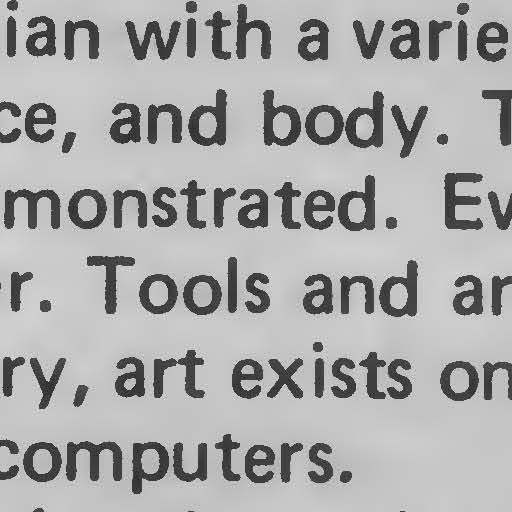 ian with a varie
ce, and body. T
monstrated. Ev
r. Tools and ar
ry, art exists on
computers.